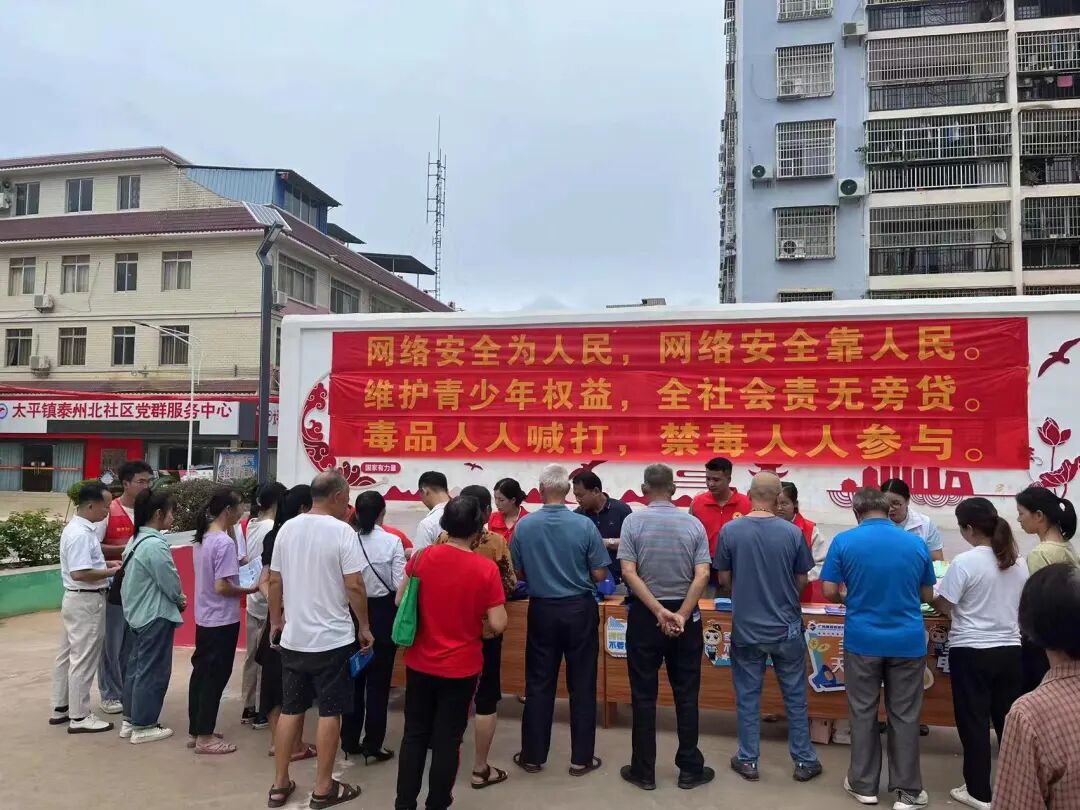 网络安全为人民，网络安全靠人民。
维护青少年权益，全社会责无旁贷。
毒品人人喊打，禁毒人人参与。
太平镇泰州北社区党群服务中心
国家有力量